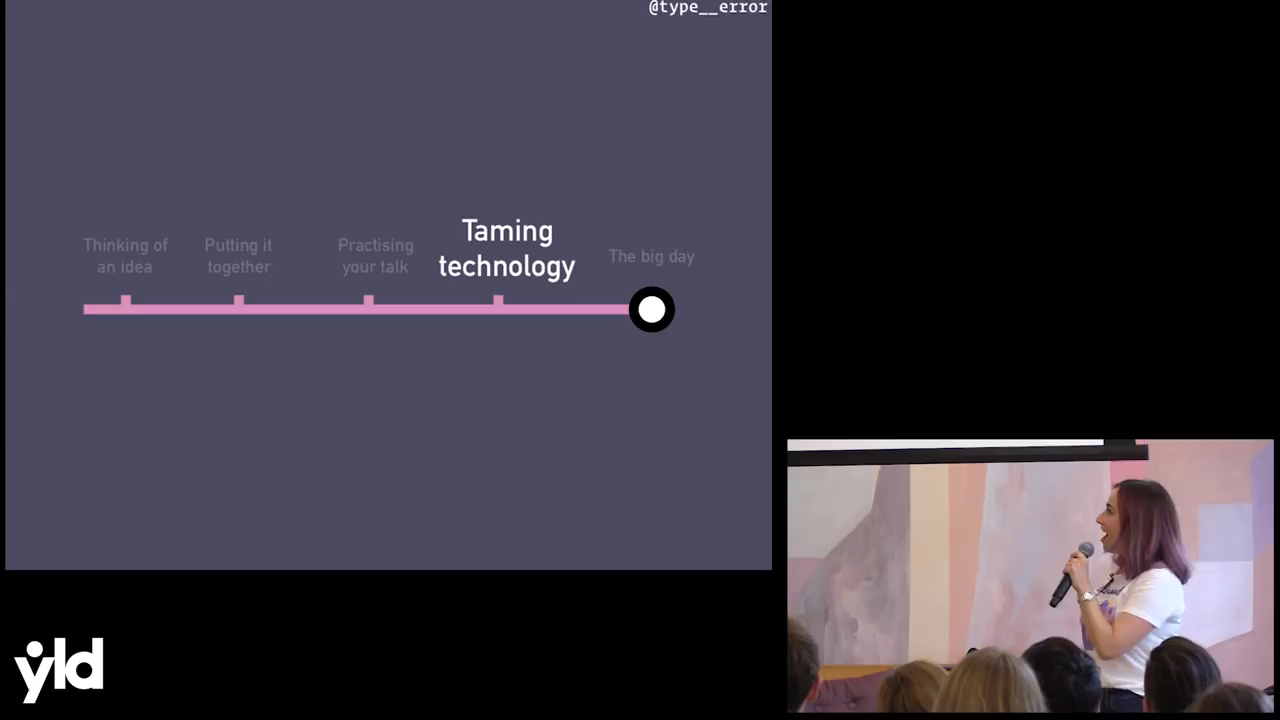 @type__error
Thinking of
an idea
Putting it
together
Practising
your talk
Taming
technology
The big day
yld